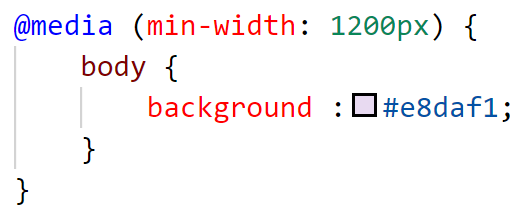 @media (min-width: 1200px) {
body {
background :#e8daf1;
}
}